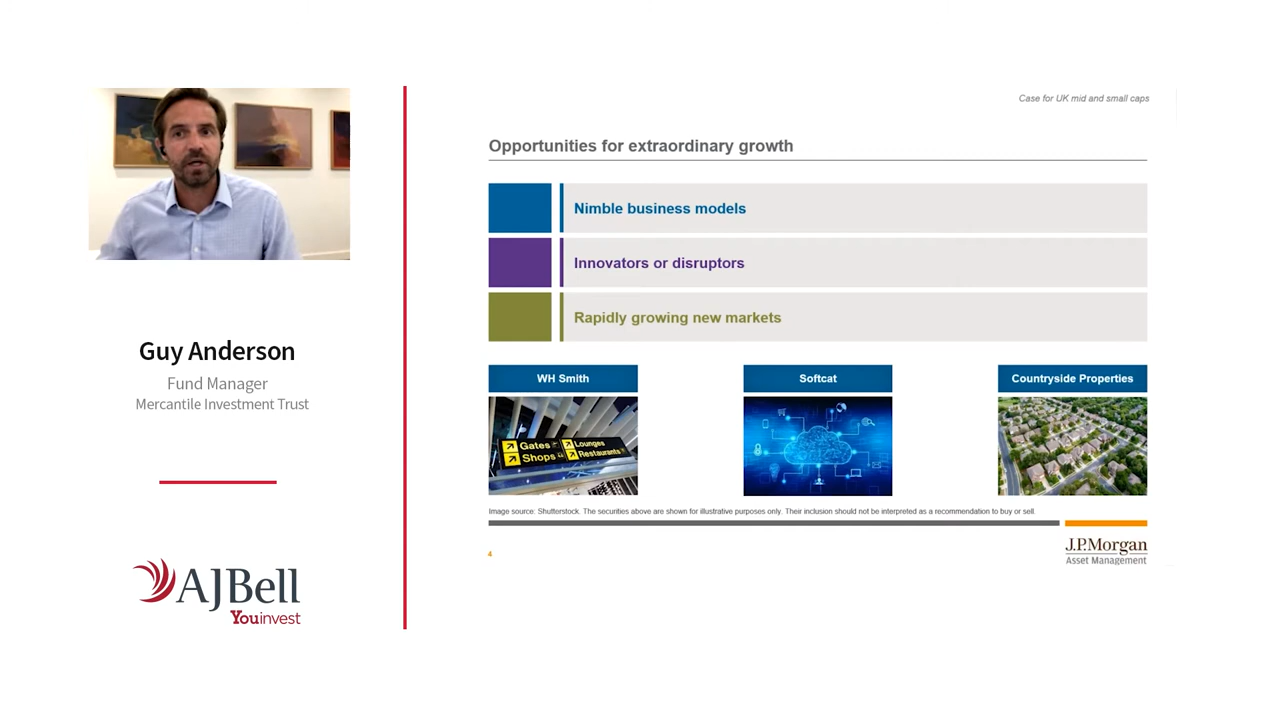 Case for UK mid and small caps
Opportunities for extraordinary growth
Nimble business models
Innovators or disruptors
Rapidly growing new markets
WH Smith
Softcat
Countryside Properties
Gates
Lounges
Shops
Restaurants
Image source: Shutterstock. The securities above are shown for illustrative purposes only. Their inclusion should not be interpreted as a recommendation to buy or sell.
4
J.P.Morgan
Asset Management
Guy Anderson
Fund Manager
Mercantile Investment Trust
AJBell
Youinvest